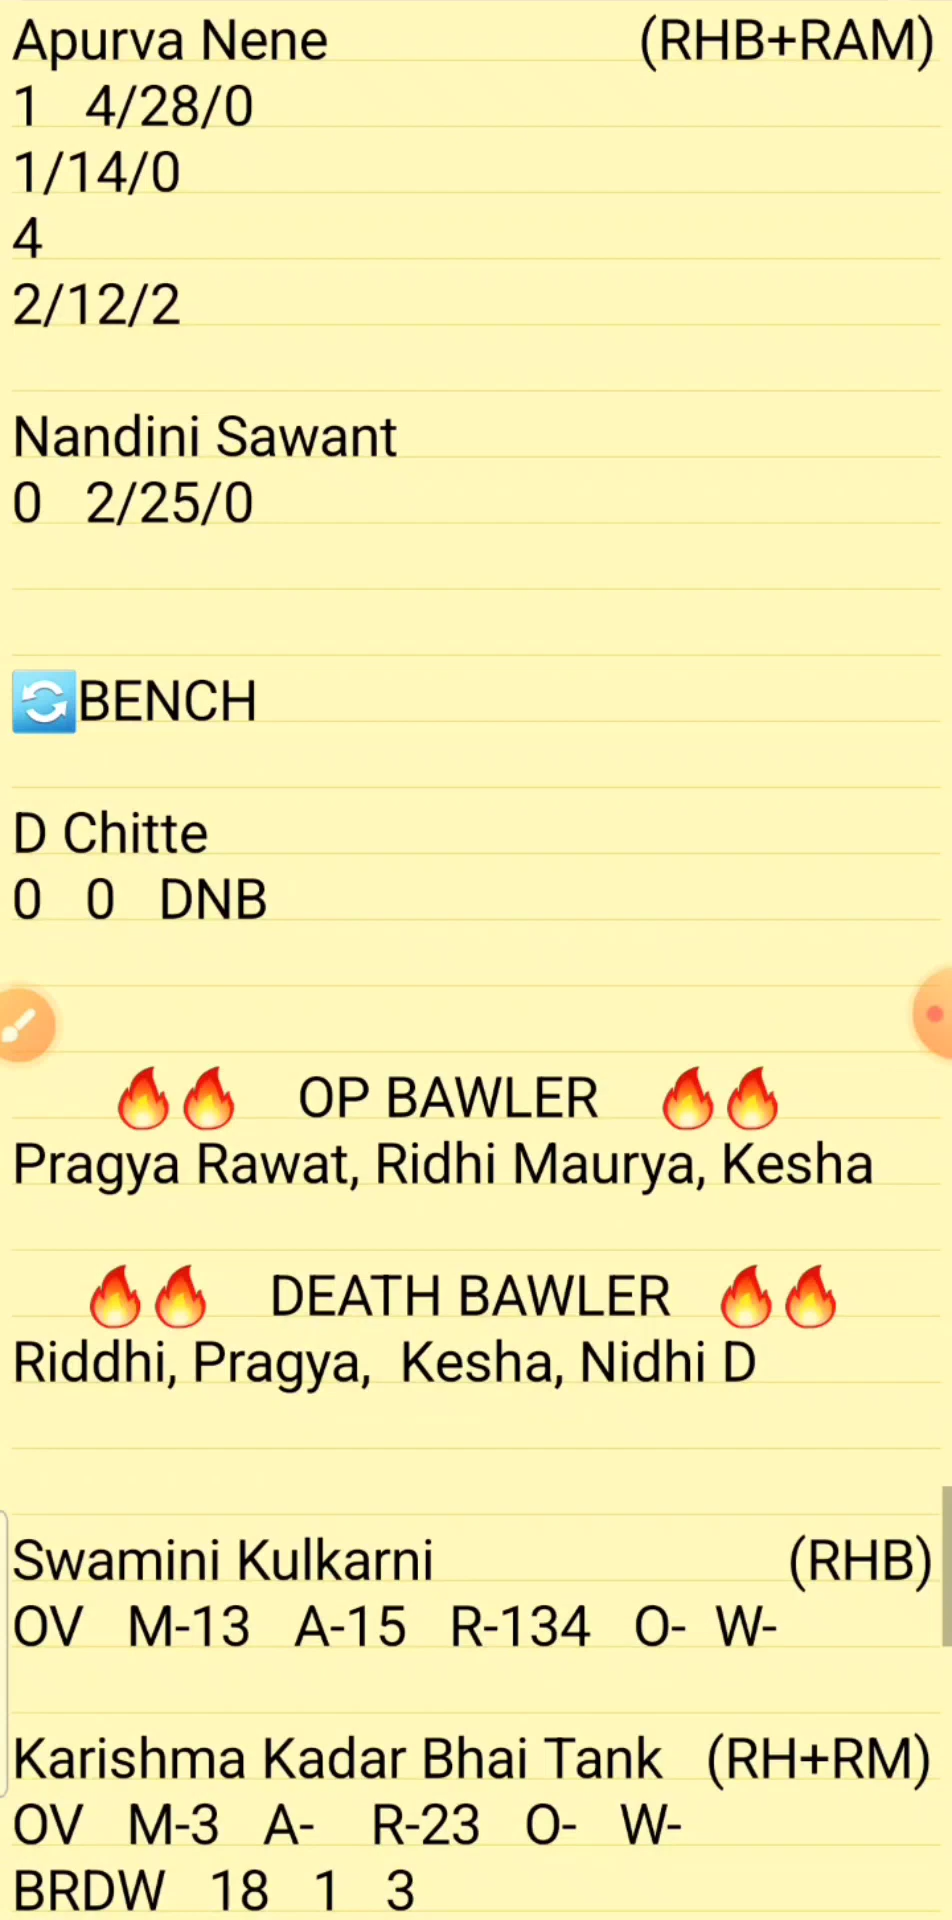 Apurva Nene (RHB+RAM)
1 4/28/0
1/14/0
4
2/12/2
Nandini Sawant
0 2/25/0
🔄BENCH
D Chitte
0 0 DNB
🔥🔥 OP BAWLER 🔥🔥
Pragya Rawat, Ridhi Maurya, Kesha
🔥🔥 DEATH BAWLER 🔥🔥
Riddhi, Pragya, Kesha, Nidhi D
Swamini Kulkarni (RHB)
OV M-13 A-15 R-134 O- W-
Karishma Kadar Bhai Tank (RH+RM)
OV M-3 A- R-23 O- W-
BRDW 18 1 3